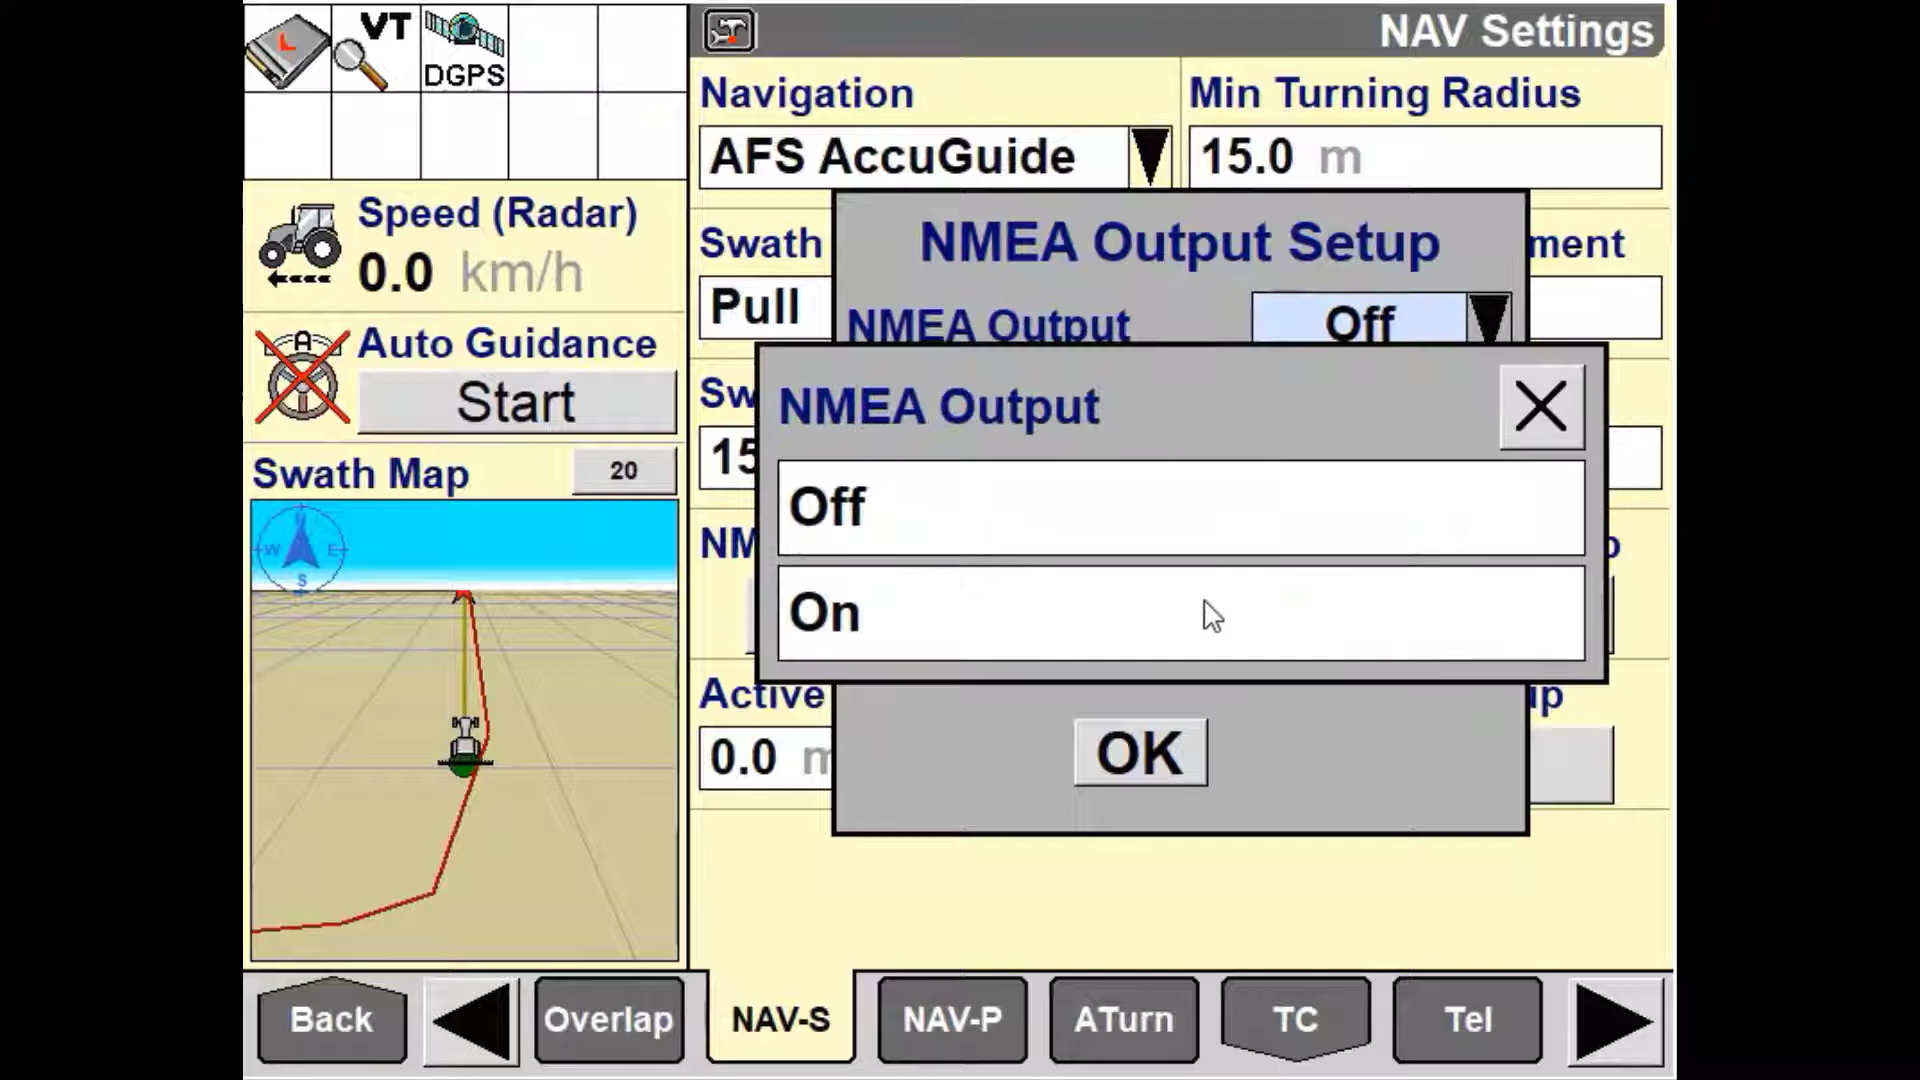 VT
DGPS
NAV Settings
Speed (Radar)
0.0 km/h
Auto Guidance
Start
Swath Map
20
N
W E
S
Navigation
AFS AccuGuide
Min Turning Radius
15.0 m
Swath
Pull
ment
NMEA Output Setup
NMEA Output
Off
Sw
15
NMEA Output
Off
On
NM
Active
0.0
up
OK
Back
Overlap
NAV-S
NAV-P
ATurn
TC
Tel